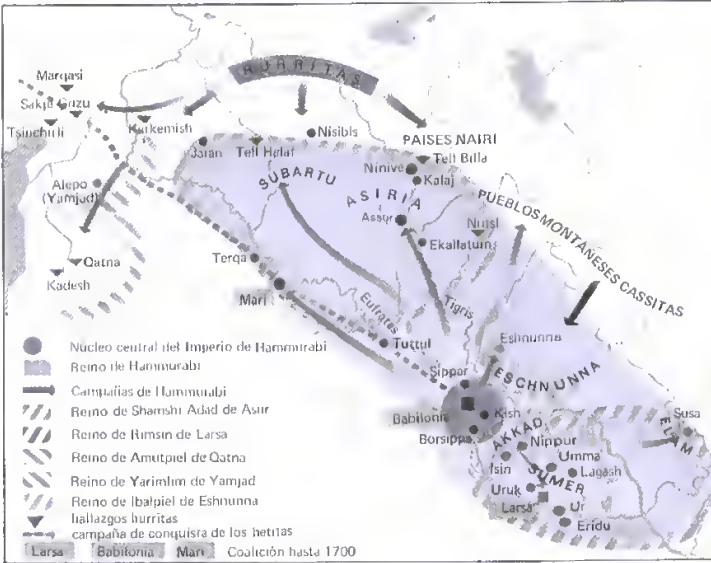 HURRITAS
Marqasi
Sakje Guzu
Tsinchirli
Karkemish
Jaran
Tell Halaf
Nisibis
PAISES NAIRI
Tell Billa
Nínive
Kalaj
SUBARTU
ASIRIA
Alepo
(Yamjad)
Assur
Nutsi
PUEBLOS MONTAÑESES CASSITAS
Ekallatum
Qatna
Kadesh
Terqa
Mari
Eufrates
Tigris
Tuttul
Eshnunna
ESCHNUNNA
Sippar
Babilonia
Kish
Borsippa
AKKAD
Nippur
Susa
ELAM
Isin
Umma
SUMER
Lagash
Uruk
Larsa
Ur
Eridu
Núcleo central del Imperio de Hammurabi
Reino de Hammurabi
Campañas de Hammurabi
Reino de Shamshi Adad de Asur
Reino de Rimsin de Larsa
Reino de Amutpiel de Qatna
Reino de Yarimlim de Yamjad
Reino de Ibalpiel de Eshnunna
hallazgos hurritas
campaña de conquista de los hetitas
Larsa Babilonia Mari Coalición hasta 1700